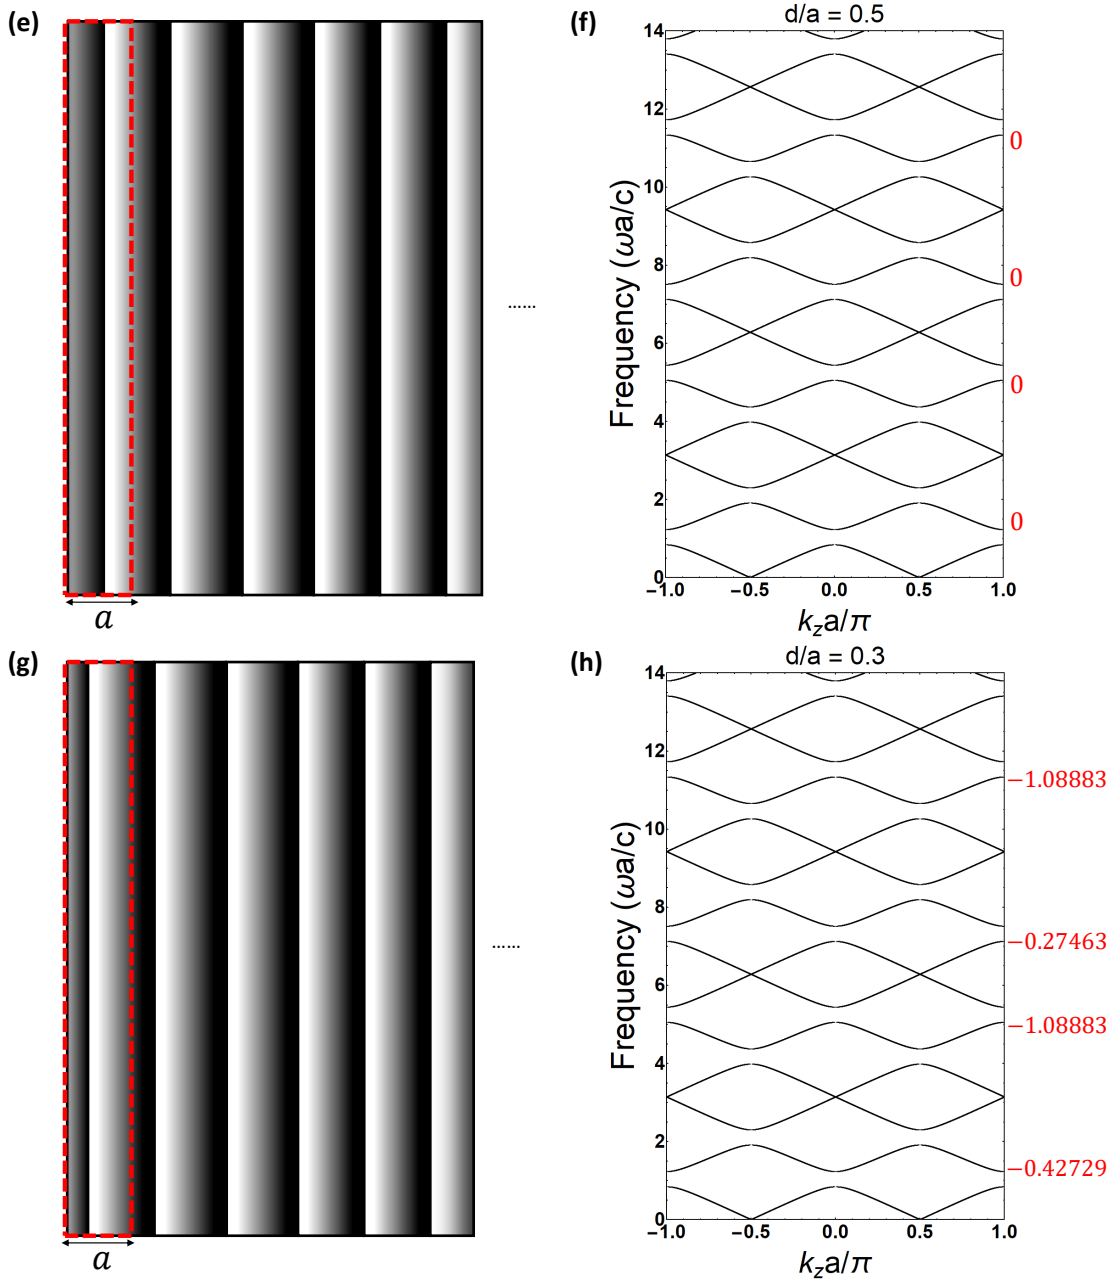 (e)
a
......
(f)
d/a = 0.5
Frequency (ωa/c)
14
12
10
8
6
4
2
0
−1.0 −0.5 0.0 0.5 1.0
k_z a/π
0
0
0
0
(g)
a
......
(h)
d/a = 0.3
Frequency (ωa/c)
14
12
10
8
6
4
2
0
−1.0 −0.5 0.0 0.5 1.0
k_z a/π
−1.08883
−0.27463
−1.08883
−0.42729